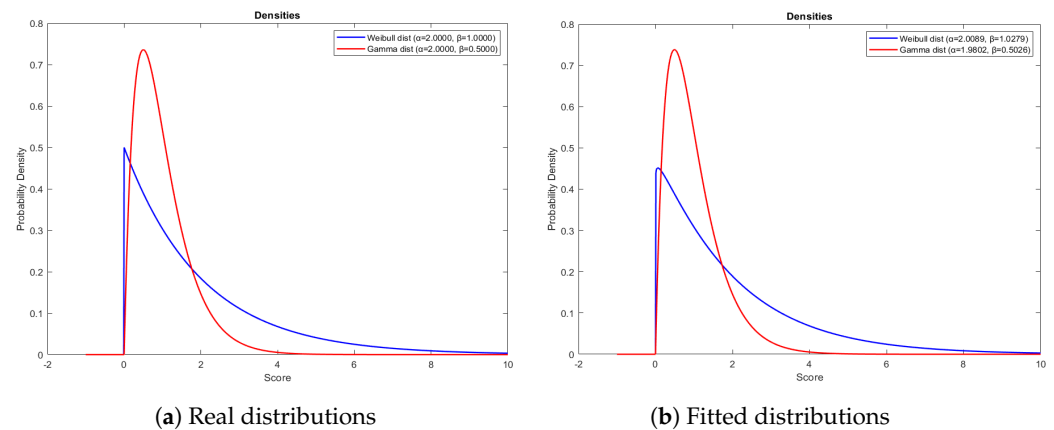 Densities
Weibull dist (α=2.0000, β=1.0000)
Gamma dist (α=2.0000, β=0.5000)
Probability Density
0.8
0.7
0.6
0.5
0.4
0.3
0.2
0.1
0
-2
0
2
4
6
8
10
Score
(a) Real distributions
Densities
Weibull dist (α=2.0089, β=1.0279)
Gamma dist (α=1.9802, β=0.5026)
Probability Density
0.8
0.7
0.6
0.5
0.4
0.3
0.2
0.1
0
-2
0
2
4
6
8
10
Score
(b) Fitted distributions